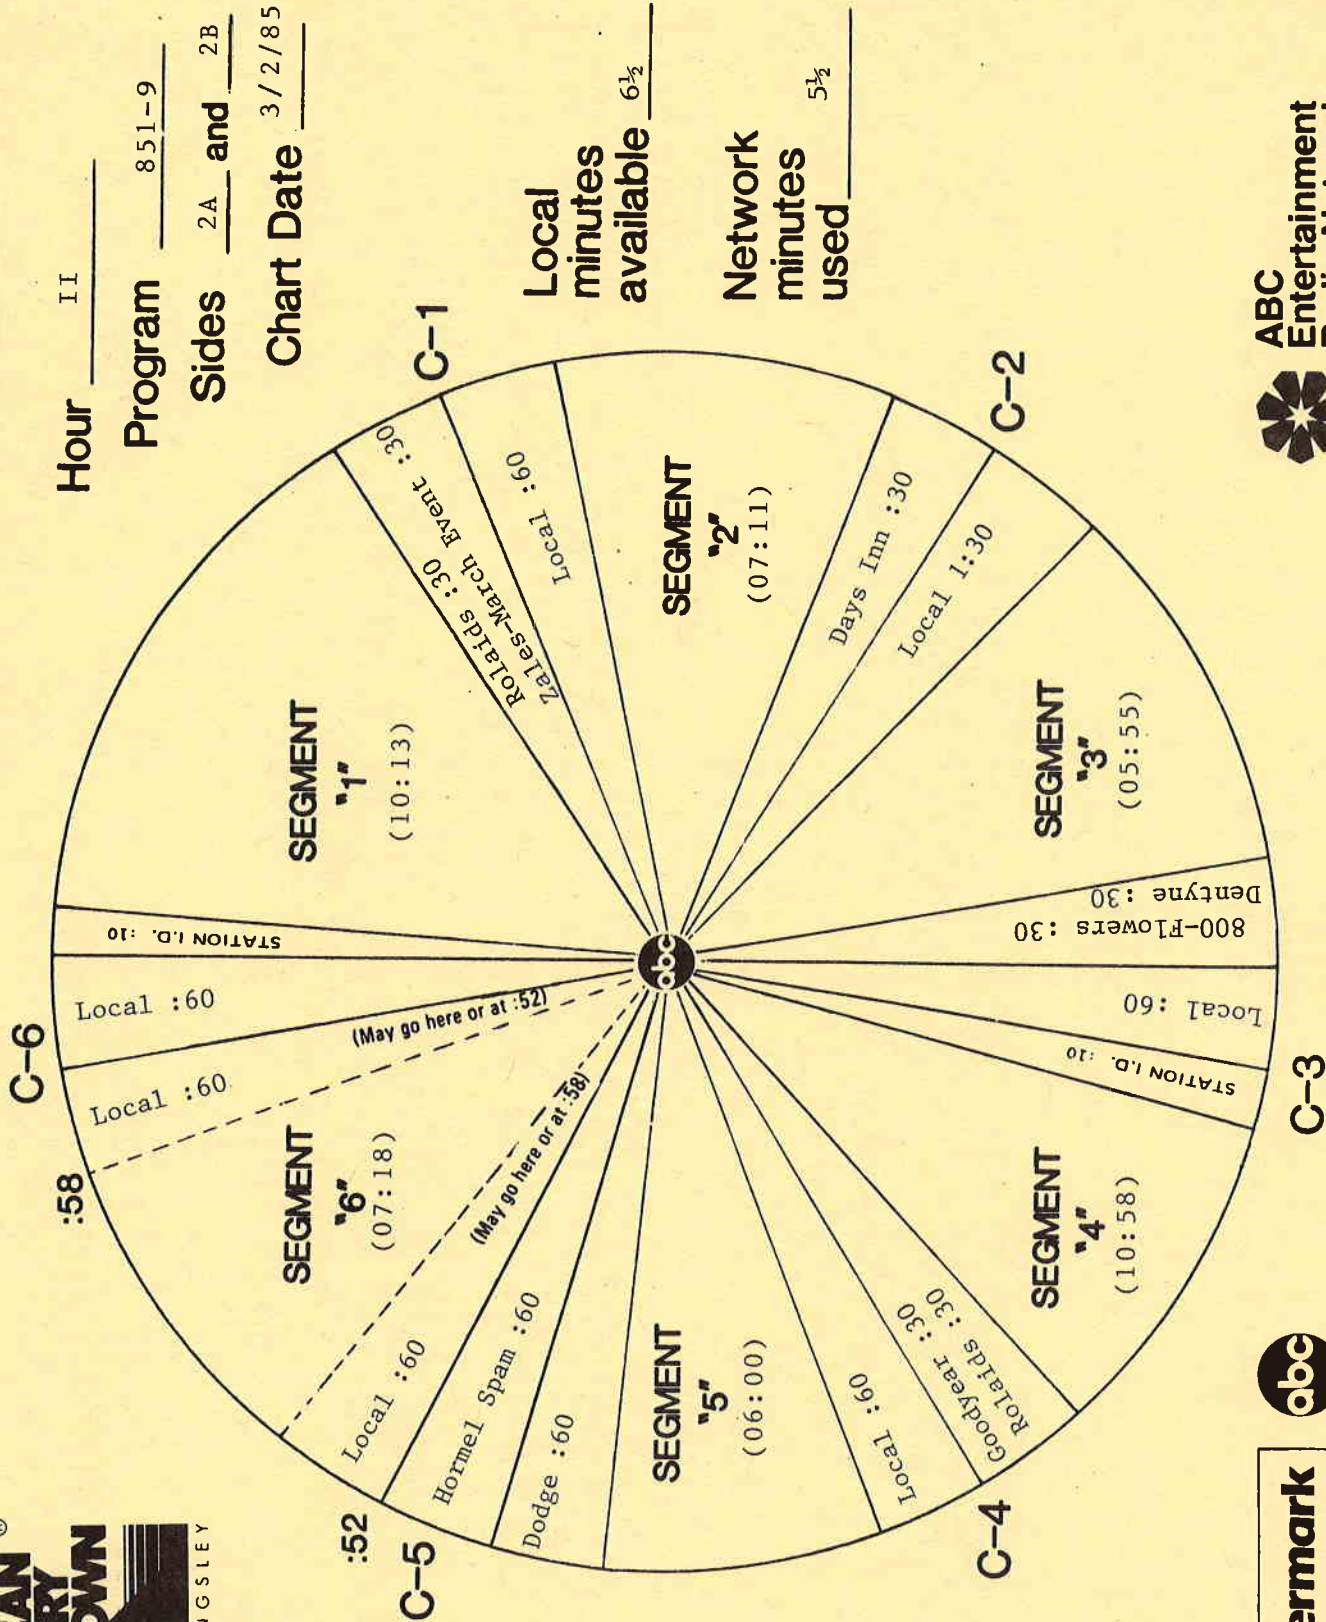 Hour II
Program 851-9
Sides 2A and 2B
Chart Date 3/2/85
Local
minutes
available 6½
Network
minutes
used 5½
SEGMENT
"1"
(10:13)
Rolaids :30
Zales-March Event :30
C-1
Local :60
SEGMENT
"2"
(07:11)
Days Inn :30
C-2
Local 1:30
SEGMENT
"3"
(05:55)
Dentyne :30
800-Flowers :30
Local :60
C-3
STATION I.D. :10
SEGMENT
"4"
(10:58)
Rolaids :30
Goodyear :30
C-4
Local :60
SEGMENT
"5"
(06:00)
Dodge :60
C-5
Hormel Spam :60
:52
Local :60
(May go here or at :58)
SEGMENT
"6"
(07:18)
:58
(May go here or at :52)
Local :60
C-6
Local :60
STATION I.D. :10
abc
abc
ABC
Entertainment